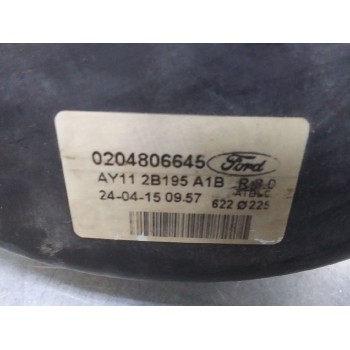 0204806645 Ford
AY11 2B195 A1B
24-04-15 09:57
622 Ø 225